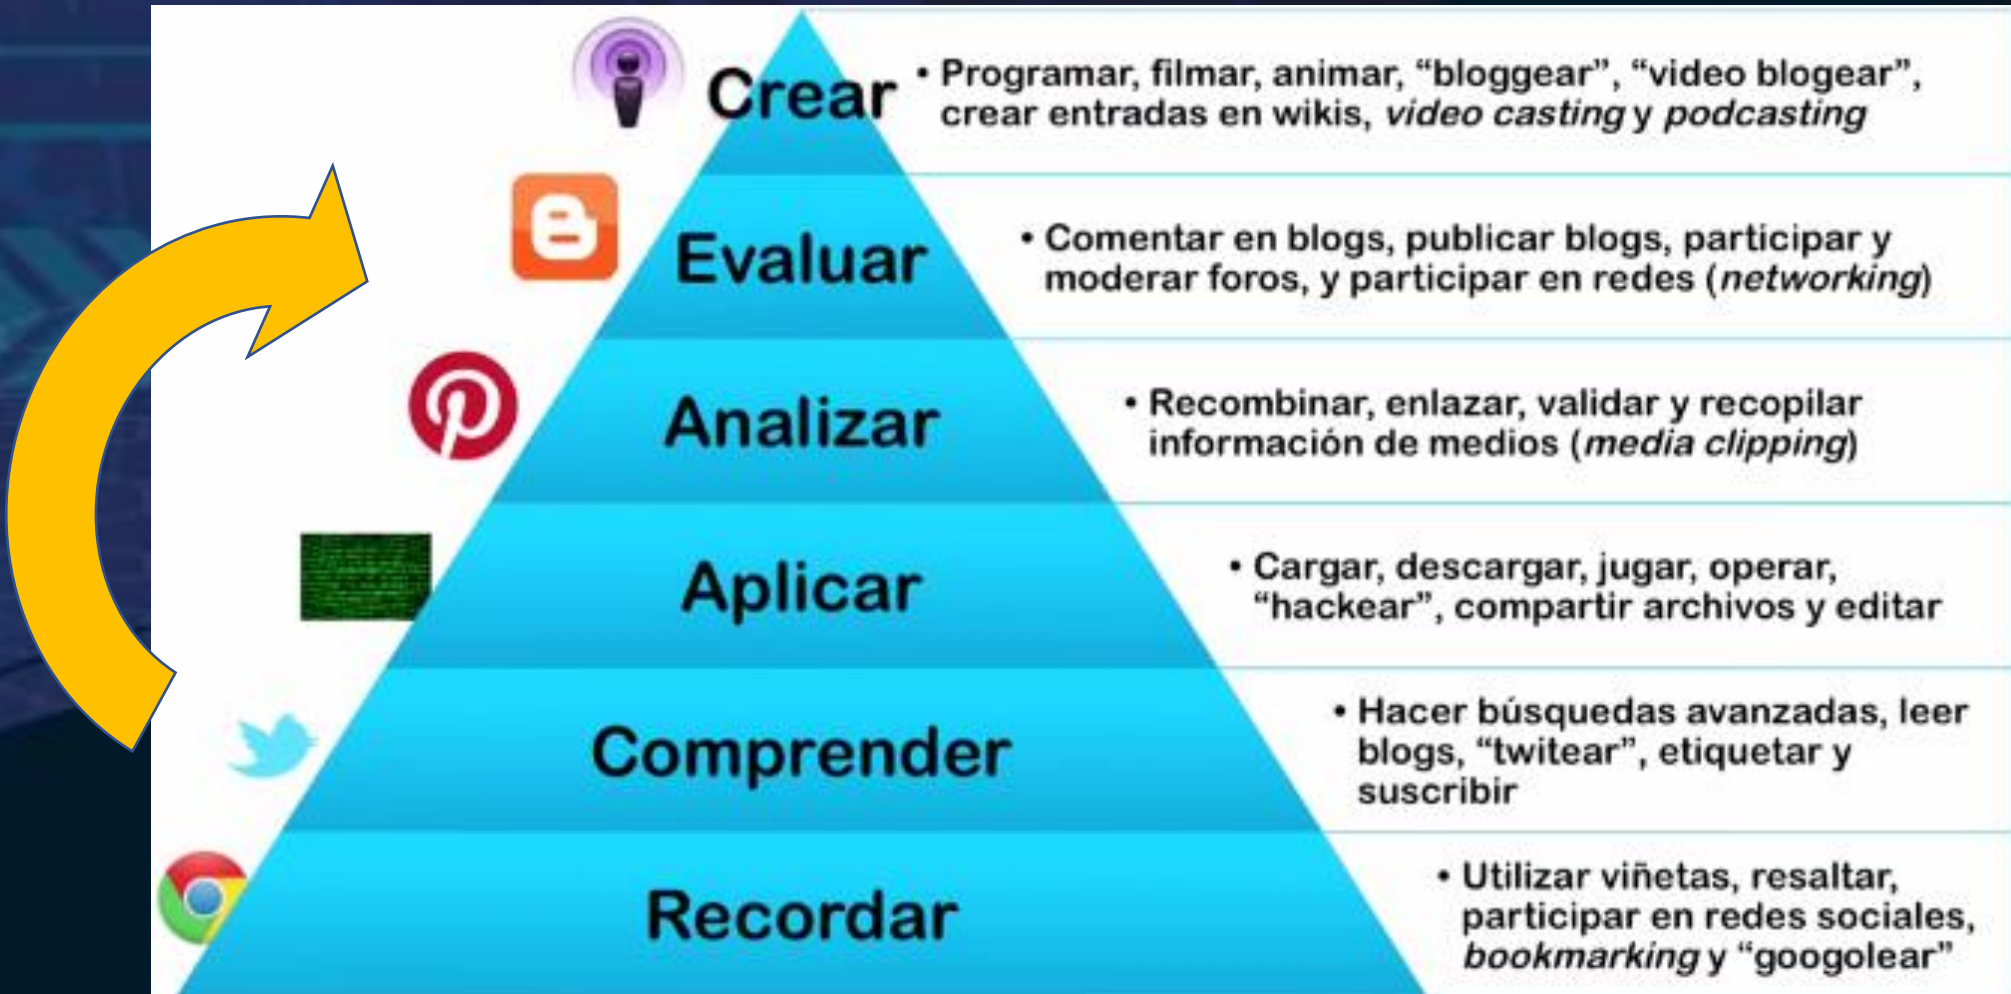 Crear
• Programar, filmar, animar, “bloggear”, “video blogear”,
crear entradas en wikis, video casting y podcasting
Evaluar
• Comentar en blogs, publicar blogs, participar y
moderar foros, y participar en redes (networking)
Analizar
• Recombinar, enlazar, validar y recopilar
información de medios (media clipping)
Aplicar
• Cargar, descargar, jugar, operar,
“hackear”, compartir archivos y editar
Comprender
• Hacer búsquedas avanzadas, leer
blogs, “twitear”, etiquetar y
suscribir
Recordar
• Utilizar viñetas, resaltar,
participar en redes sociales,
bookmarking y “googolear”